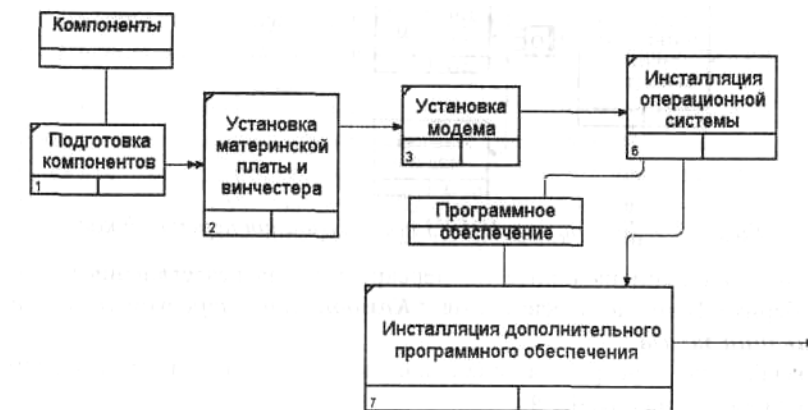 Компоненты
Подготовка
компонентов
1
Установка
материнской
платы и
винчестера
2
Установка
модема
3
Инсталляция
операционной
системы
6
Программное
обеспечение
Инсталляция дополнительного
программного обеспечения
7